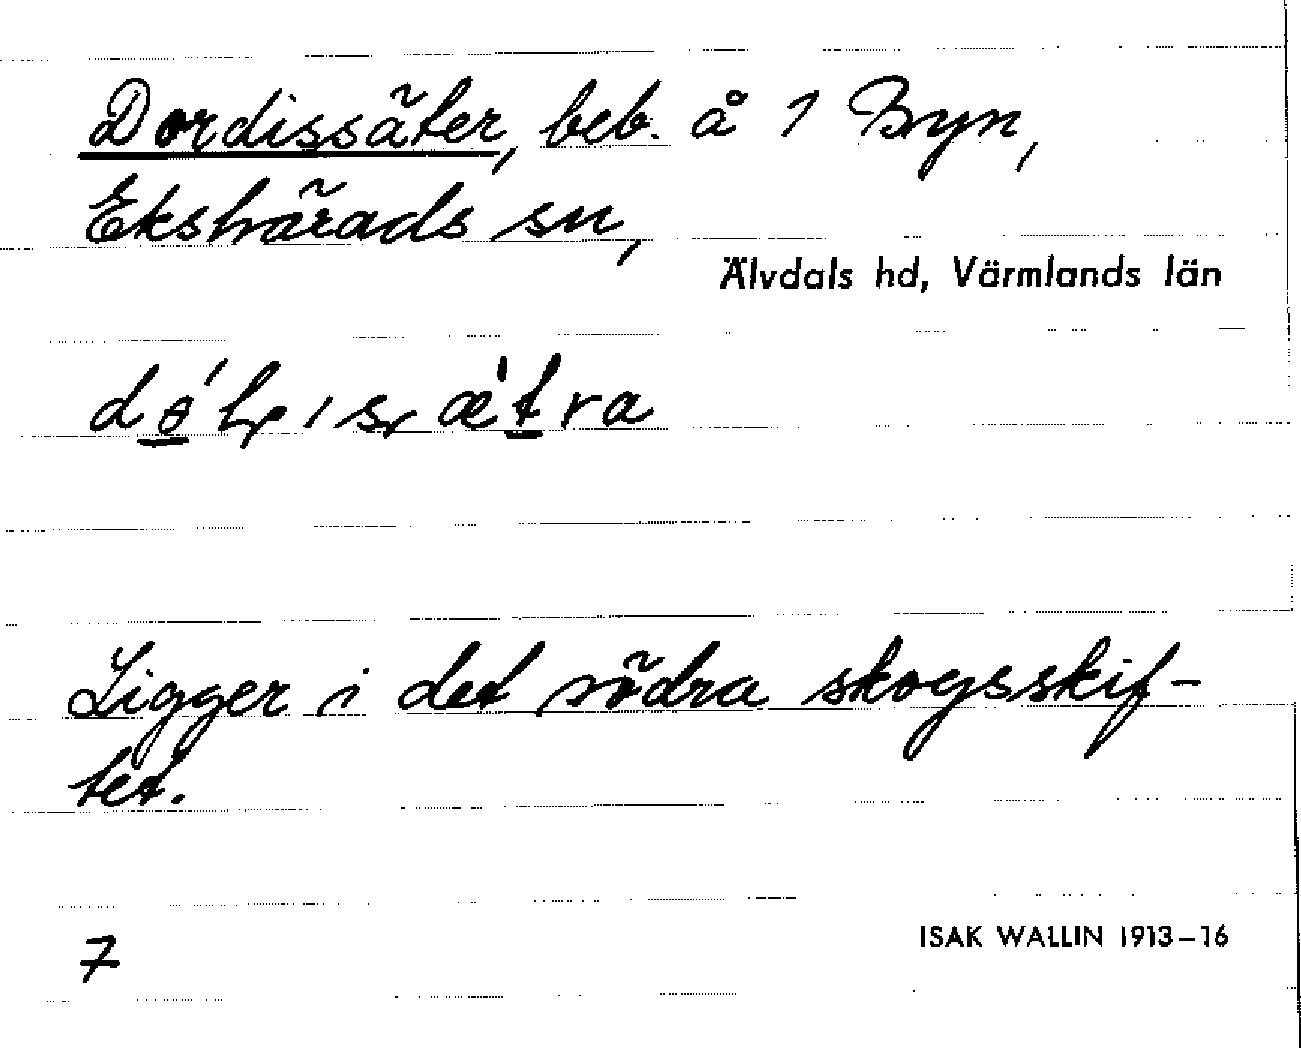 Dordissäter, beb. å 1 Byn,
Ekshärads sn,
Älvdals hd, Värmlands län
Ligger i det södra skogsskif-
tet.
7
ISAK WALLIN 1913–16